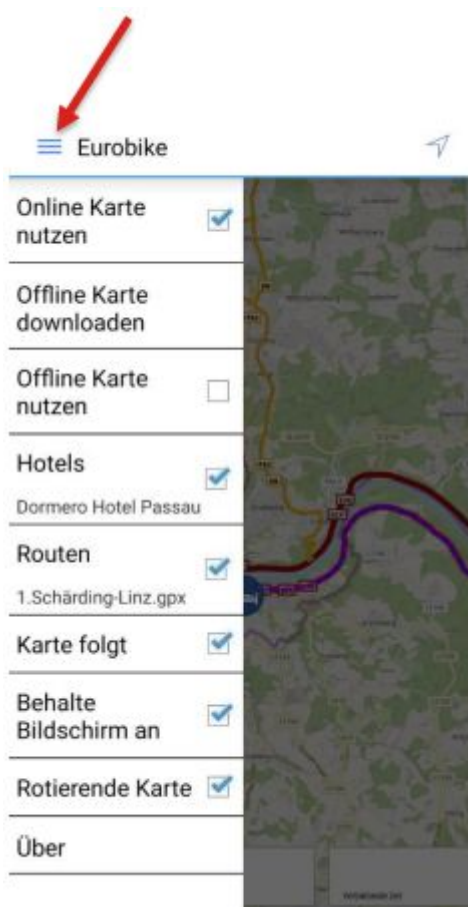 Eurobike
Online Karte
nutzen
Offline Karte
downloaden
Offline Karte
nutzen
Hotels
Dormero Hotel Passau
Routen
1.Schärding-Linz.gpx
Karte folgt
Behalte
Bildschirm an
Rotierende Karte
Über